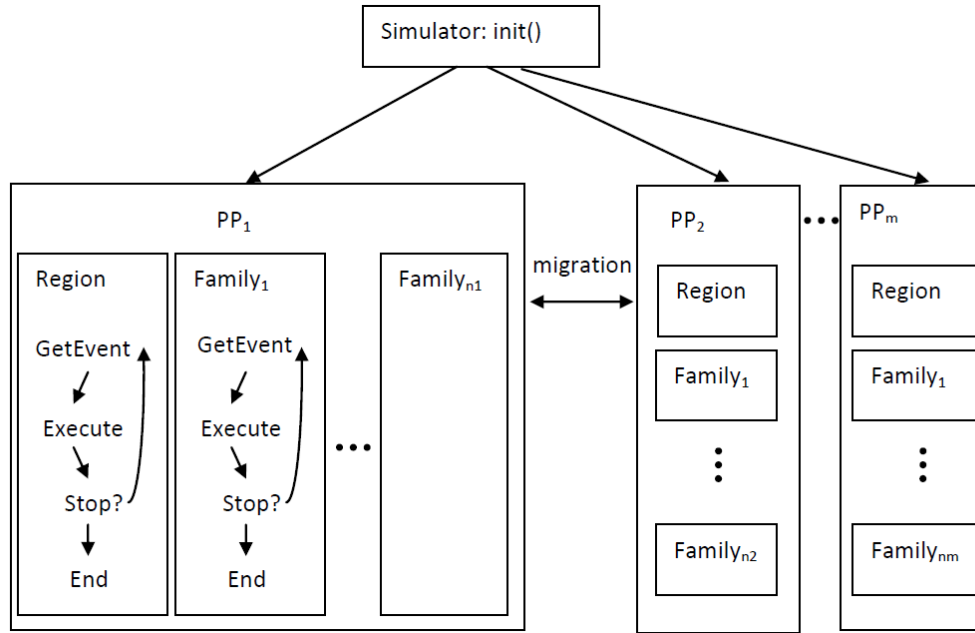 Simulator: init()
PP₁
Region
GetEvent
Execute
Stop?
End
Family₁
GetEvent
Execute
Stop?
End
•••
Familyₙ₁
migration
PP₂
Region
Family₁
Familyₙ₂
•••
PPₘ
Region
Family₁
Familyₙₘ